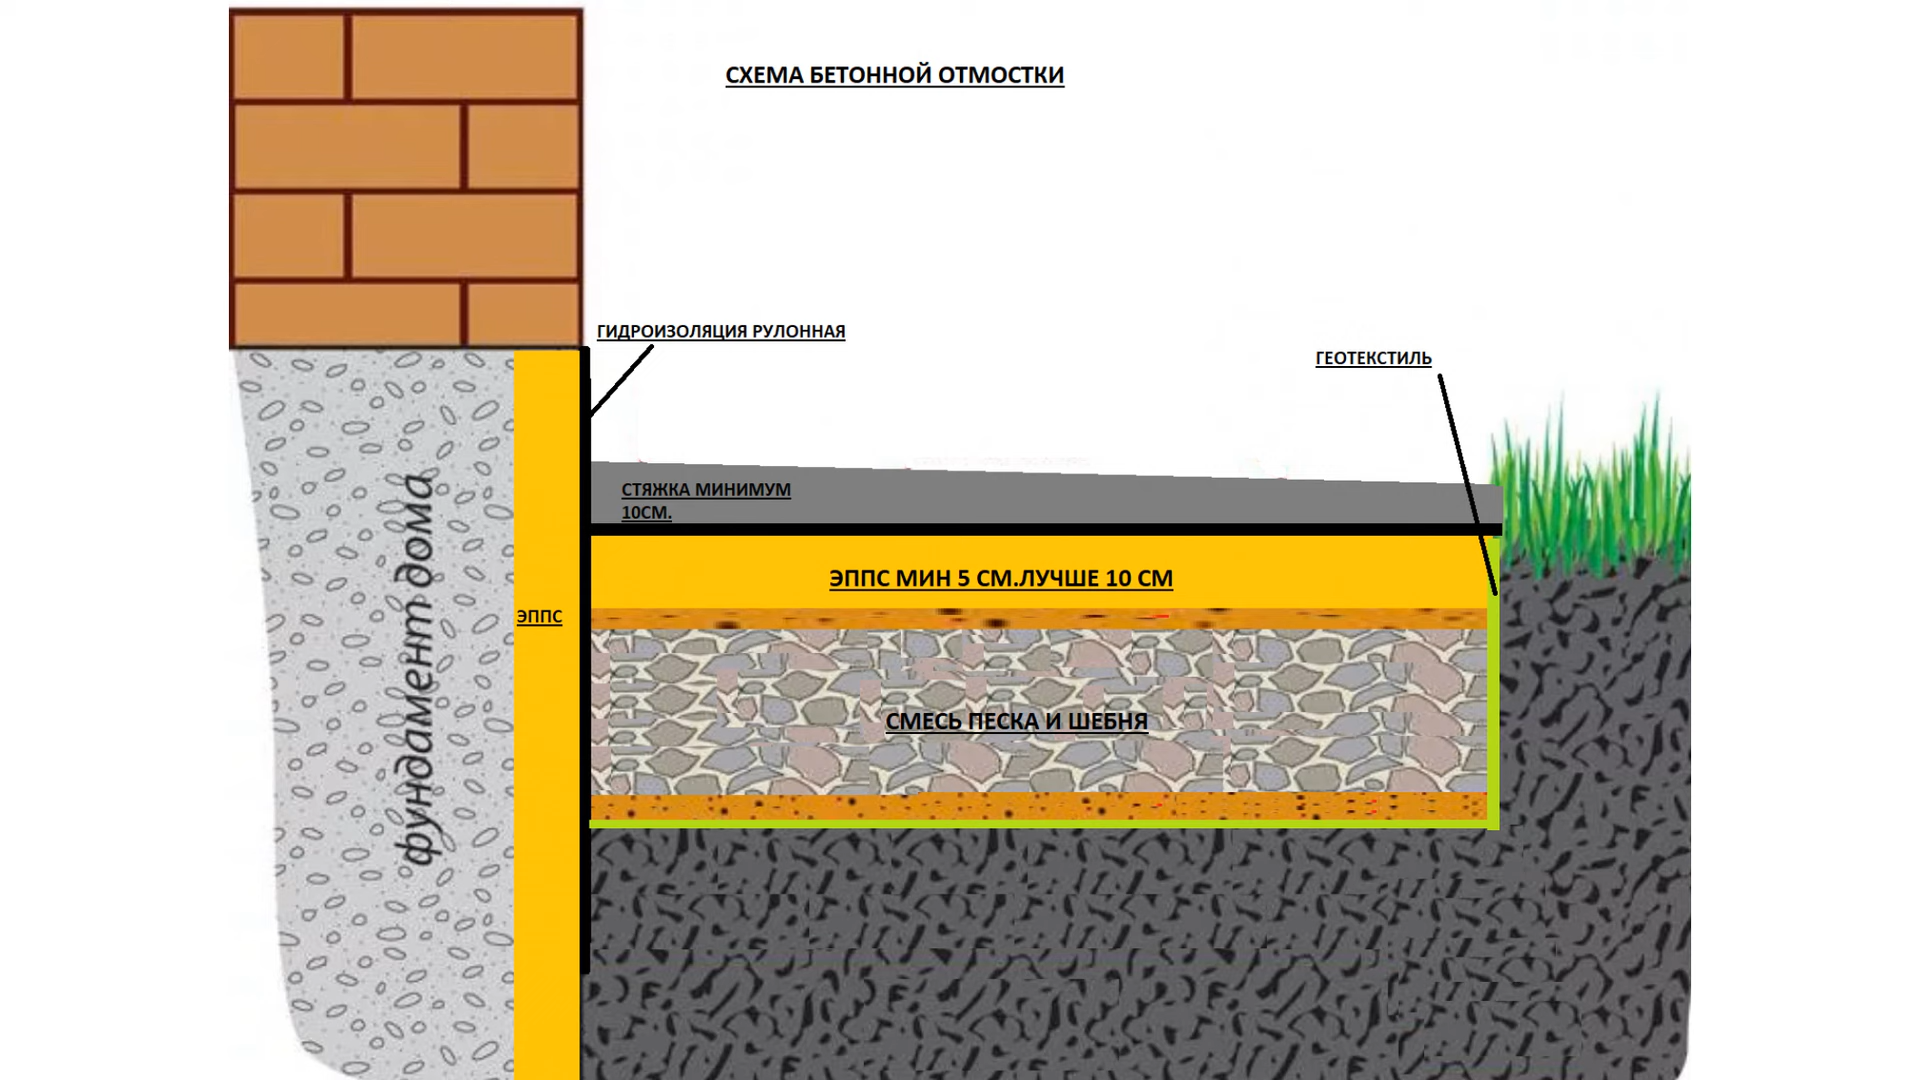 СХЕМА БЕТОННОЙ ОТМОСТКИ
ГИДРОИЗОЛЯЦИЯ РУЛОННАЯ
ГЕОТЕКСТИЛЬ
СТЯЖКА МИНИМУМ
10СМ.
ЭППС МИН 5 СМ.ЛУЧШЕ 10 СМ
ЭППС
фундамент дома
СМЕСЬ ПЕСКА И ШЕБНЯ